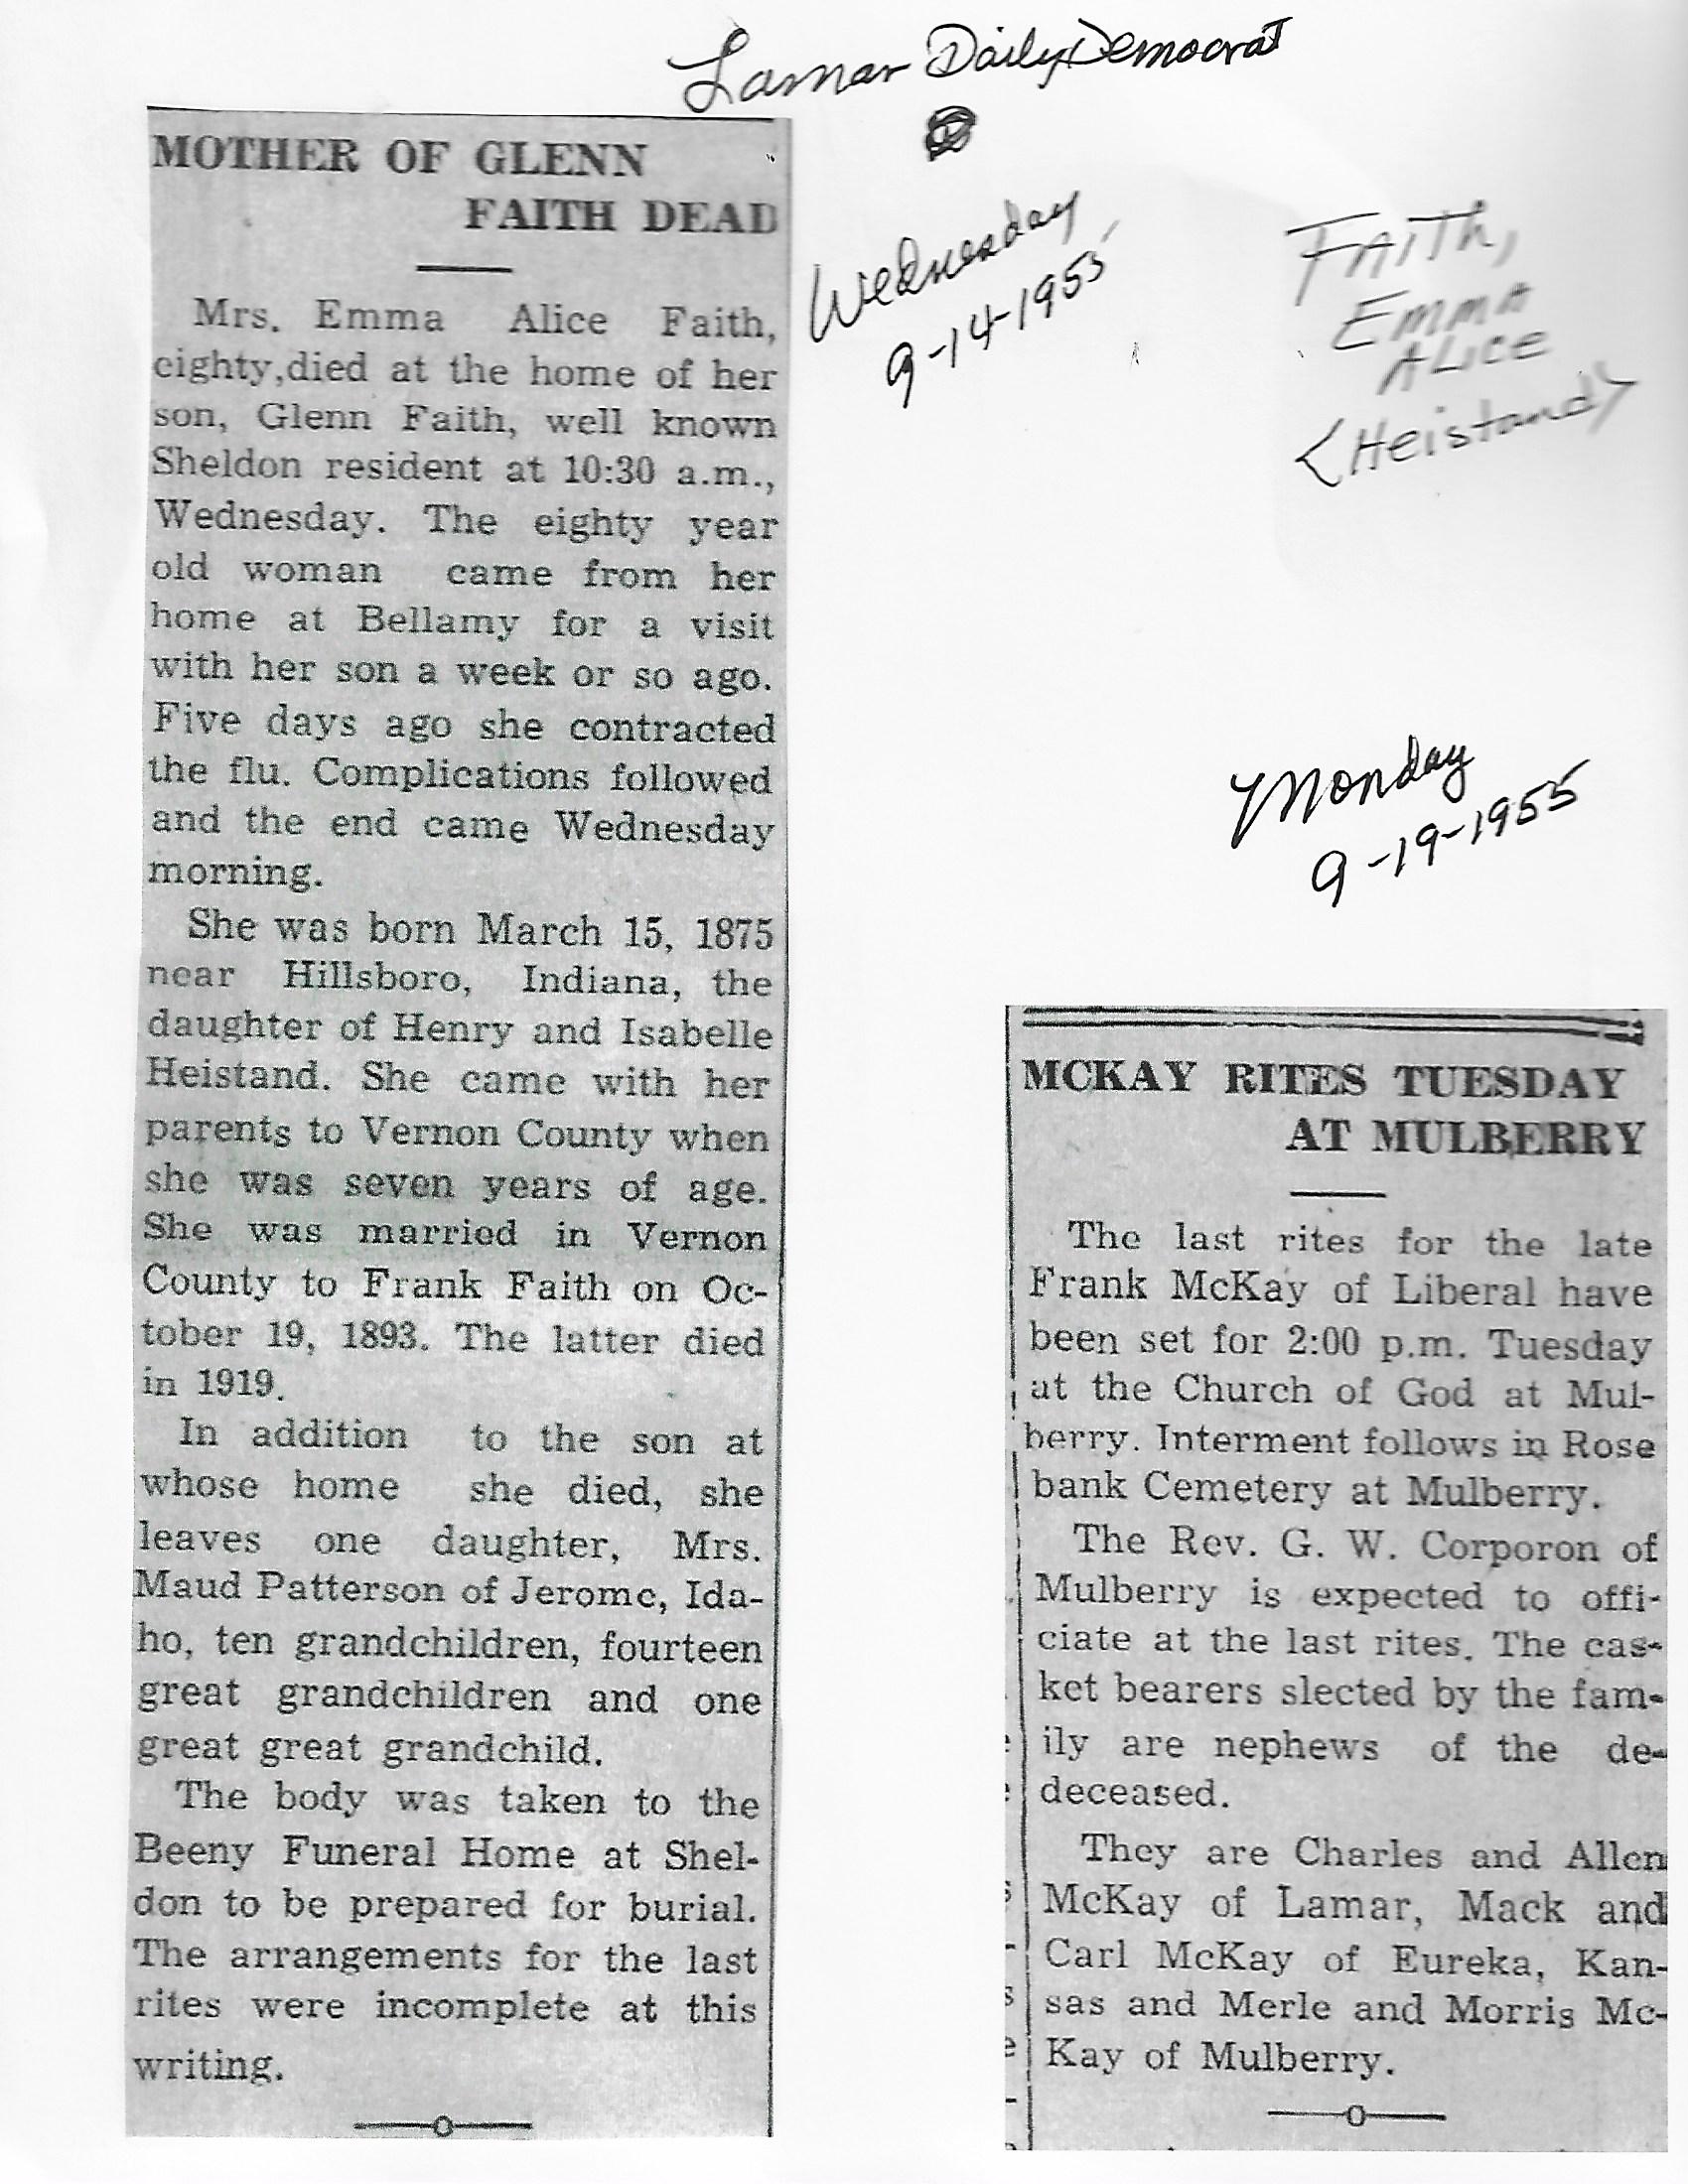 Lamar Daily Democrat
MOTHER OF GLENN
FAITH DEAD
Mrs. Emma Alice Faith,
eighty,died at the home of her
son, Glenn Faith, well known
Sheldon resident at 10:30 a.m.,
Wednesday. The eighty year
old woman came from her
home at Bellamy for a visit
with her son a week or so ago.
Five days ago she contracted
the flu. Complications followed
and the end came Wednesday
morning.
She was born March 15, 1875
near Hillsboro, Indiana, the
daughter of Henry and Isabelle
Heistand. She came with her
parents to Vernon County when
she was seven years of age.
She was married in Vernon
County to Frank Faith on Oc-
tober 19, 1893. The latter died
in 1919.
In addition to the son at
whose home she died, she
leaves one daughter, Mrs.
Maud Patterson of Jerome, Ida-
ho, ten grandchildren, fourteen
great grandchildren and one
great great grandchild.
The body was taken to the
Beeny Funeral Home at Shel-
don to be prepared for burial.
The arrangements for the last
rites were incomplete at this
writing.
Wednesday
9-14-1955
FAITH,
EMMA
ALICE
<Heistand>
Monday
9-19-1955
MCKAY RITES TUESDAY
AT MULBERRY
The last rites for the late
Frank McKay of Liberal have
been set for 2:00 p.m. Tuesday
at the Church of God at Mul-
berry. Interment follows in Rose
bank Cemetery at Mulberry.
The Rev. G. W. Corporon of
Mulberry is expected to offi-
ciate at the last rites. The cas-
ket bearers slected by the fam-
ily are nephews of the de-
deceased.
They are Charles and Allen
McKay of Lamar, Mack and
Carl McKay of Eureka, Kan-
sas and Merle and Morris Mc-
Kay of Mulberry.